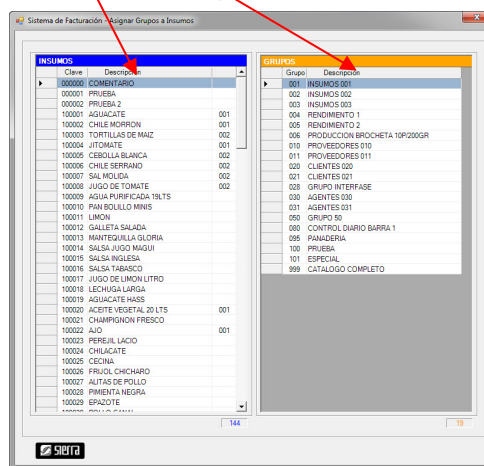 Sistema de Facturación - Asignar Grupos a Insumos
INSUMOS
Clave Descripción
000000 COMENTARIO
000001 PRUEBA
000002 PRUEBA 2
100001 AGUACATE 001
100002 CHILE MORRON 001
100003 TORTILLAS DE MAIZ 002
100004 JITOMATE 001
100005 CEBOLLA BLANCA 002
100006 CHILE SERRANO 002
100007 SAL MOLIDA 002
100008 JUGO DE TOMATE 002
100009 AGUA PURIFICADA 19LTS
100010 PAN BOLILLO MINIS
100011 LIMON
100012 GALLETA SALADA
100013 MANTEQUILLA GLORIA
100014 SALSA JUGO MAGUI
100015 SALSA INGLESA
100016 SALSA TABASCO
100017 JUGO DE LIMON LITRO
100018 LECHUGA LARGA
100019 AGUACATE HASS
100020 ACEITE VEGETAL 20 LTS 001
100021 CHAMPIGNON FRESCO
100022 AJO 001
100023 PEREJIL LACIO
100024 CHILACATE
100025 CECINA
100026 FRIJOL CHICHARO
100027 ALITAS DE POLLO
100028 PIMIENTA NEGRA
100029 EPAZOTE
144
GRUPOS
Grupo Descripción
001 INSUMOS 001
002 INSUMOS 002
003 INSUMOS 003
004 RENDIMIENTO 1
005 RENDIMIENTO 2
006 PRODUCCION BROCHETA 10P/200GR
010 PROVEEDORES 010
011 PROVEEDORES 011
020 CLIENTES 020
021 CLIENTES 021
028 GRUPO INTERFASE
030 AGENTES 030
031 AGENTES 031
050 GRUPO 50
080 CONTROL DIARIO BARRA 1
095 PANADERIA
100 PRUEBA
101 ESPECIAL
999 CATALOGO COMPLETO
19
sierra